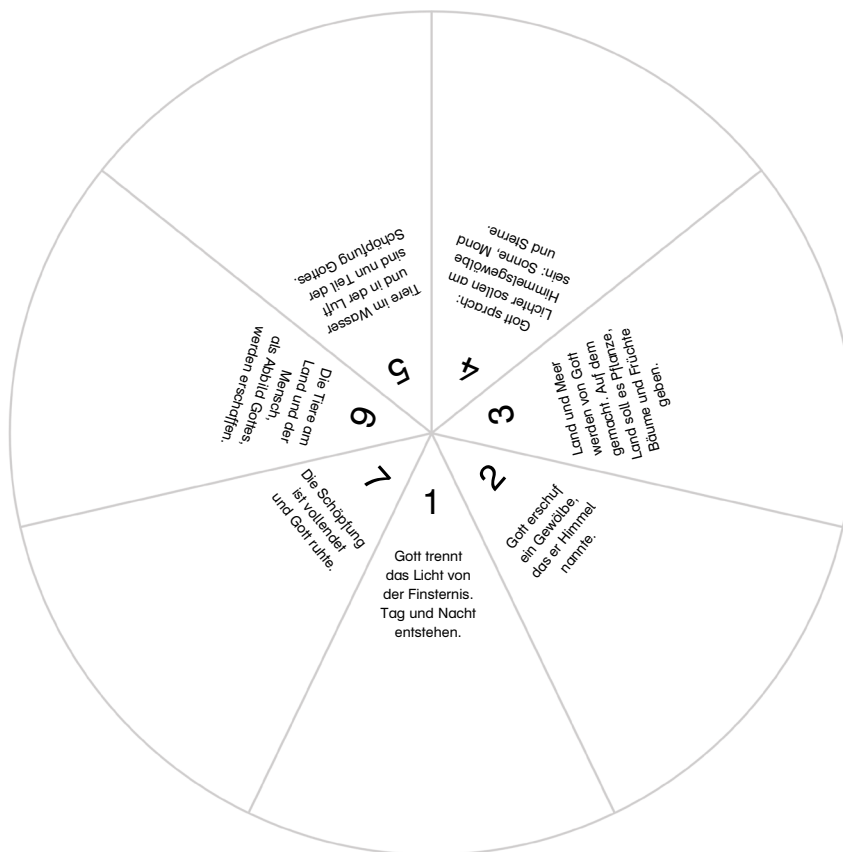 1
Gott trennt
das Licht von
der Finsternis.
Tag und Nacht
entstehen.
2
Gott erschuf
ein Gewölbe,
das er Himmel
nannte.
3
Land und Meer
werden von Gott
gemacht. Auf dem
Land soll es Pflanze,
Bäume und Früchte
geben.
4
Gott sprach:
Lichter sollen am
Himmelsgewölbe
sein: Sonne, Mond
und Sterne.
5
Tiere im Wasser
und in der Luft
sind nun Teil der
Schöpfung Gottes.
6
Die Tiere am
Land und der
Mensch,
als Abbild Gottes,
werden erschaffen.
7
Die Schöpfung
ist vollendet
und Gott ruhte.